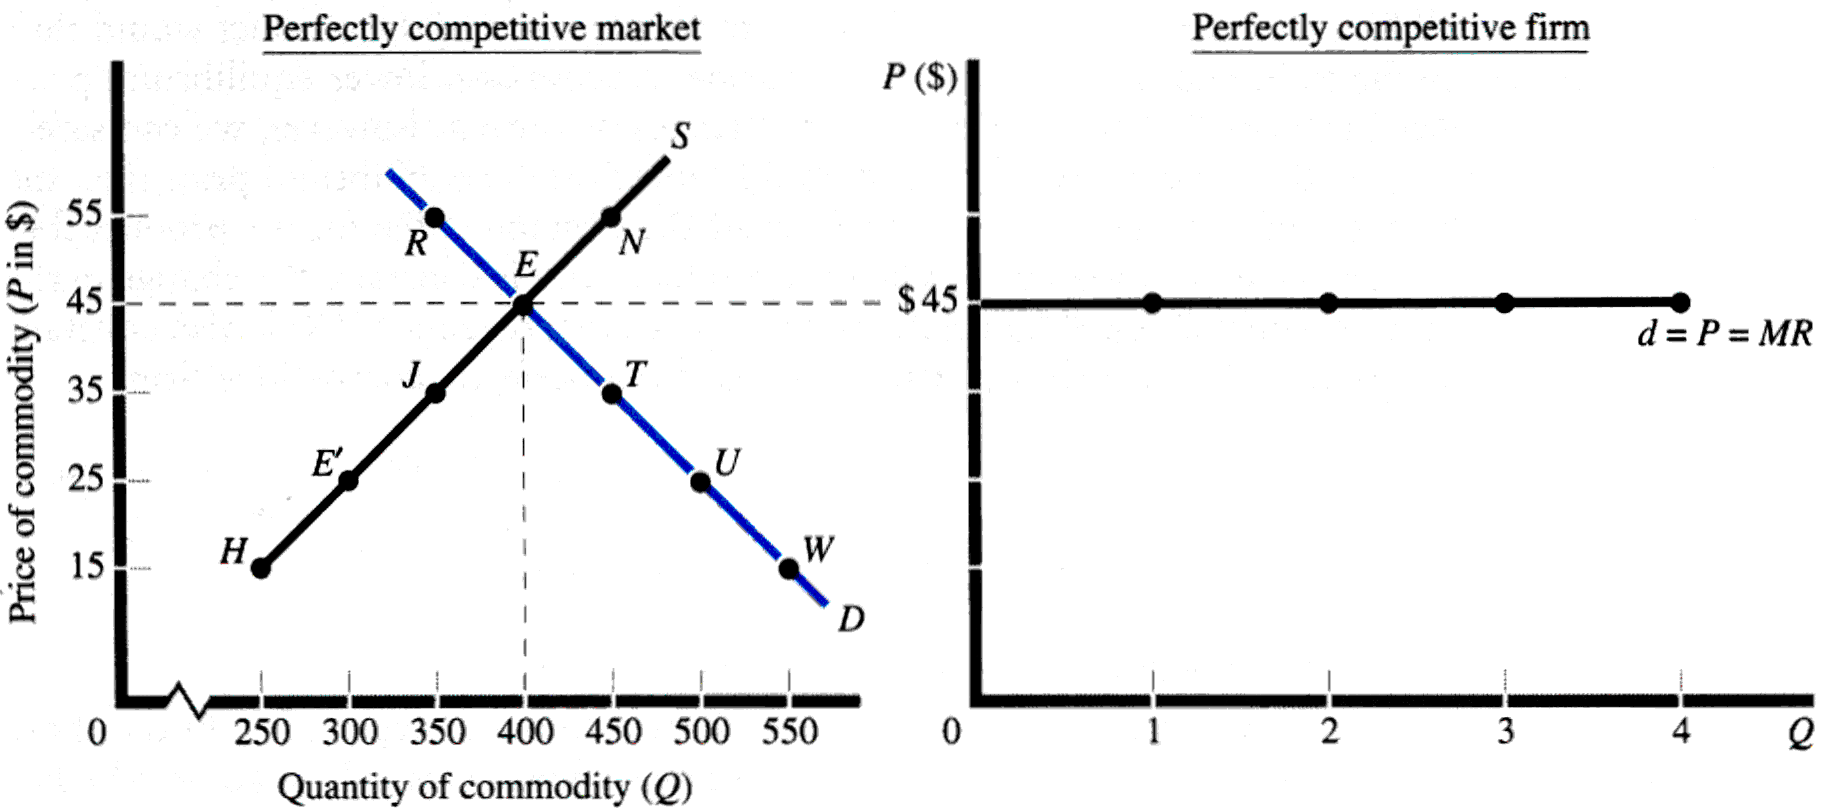 Perfectly competitive market
Price of commodity (P in $)
55
45
35
25
15
S
R
N
E
J
T
E′
U
H
W
D
0
250 300 350 400 450 500 550
Quantity of commodity (Q)
Perfectly competitive firm
P ($)
$45
d = P = MR
0
1 2 3 4 Q